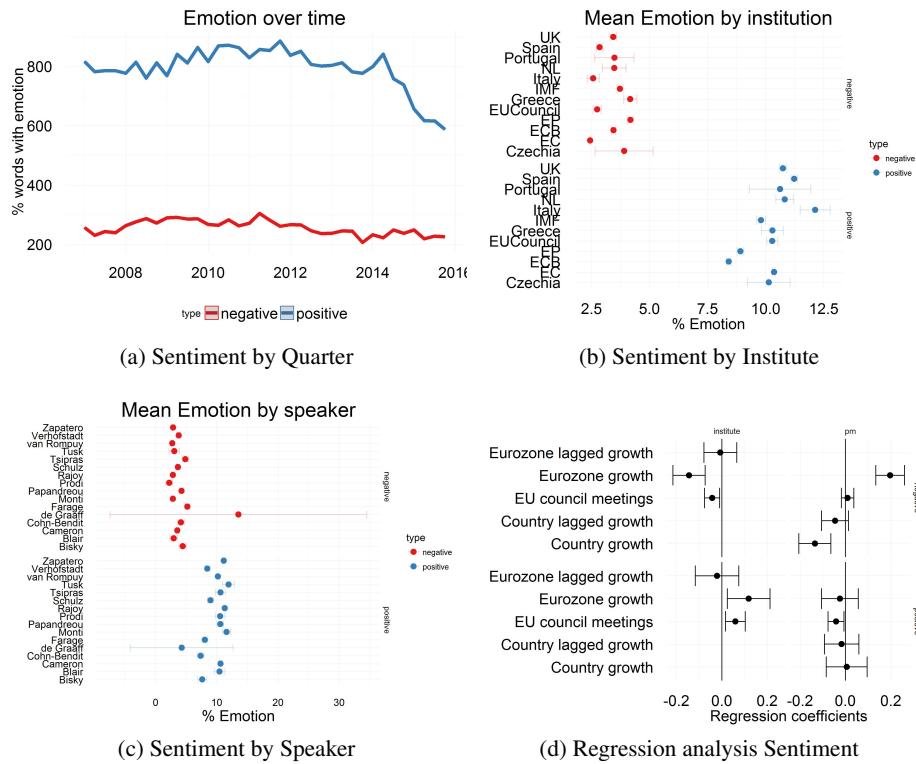 Emotion over time
% words with emotion
800
600
400
200
2008
2010
2012
2014
2016
type negative positive
(a) Sentiment by Quarter
Mean Emotion by institution
UK
Spain
Portugal
NL
Italy
IMF
Greece
EUCouncil
EP
ECB
EC
Czechia
negative
UK
Spain
Portugal
NL
Italy
IMF
Greece
EUCouncil
EP
ECB
EC
Czechia
positive
type
negative
positive
2.5
5.0
7.5
10.0
12.5
% Emotion
(b) Sentiment by Institute
Mean Emotion by speaker
Zapatero
Verhofstadt
van Rompuy
Tusk
Tsipras
Schulz
Rajoy
Prodi
Papandreou
Monti
Farage
de Graaff
Cohn-Bendit
Cameron
Blair
Bisky
negative
Zapatero
Verhofstadt
van Rompuy
Tusk
Tsipras
Schulz
Rajoy
Prodi
Papandreou
Monti
Farage
de Graaff
Cohn-Bendit
Cameron
Blair
Bisky
positive
type
negative
positive
0
10
20
30
% Emotion
(c) Sentiment by Speaker
institute
pm
Eurozone lagged growth
Eurozone growth
EU council meetings
Country lagged growth
Country growth
Eurozone lagged growth
Eurozone growth
EU council meetings
Country lagged growth
Country growth
-0.2
0.0
0.2
-0.2
0.0
0.2
Regression coefficients
(d) Regression analysis Sentiment